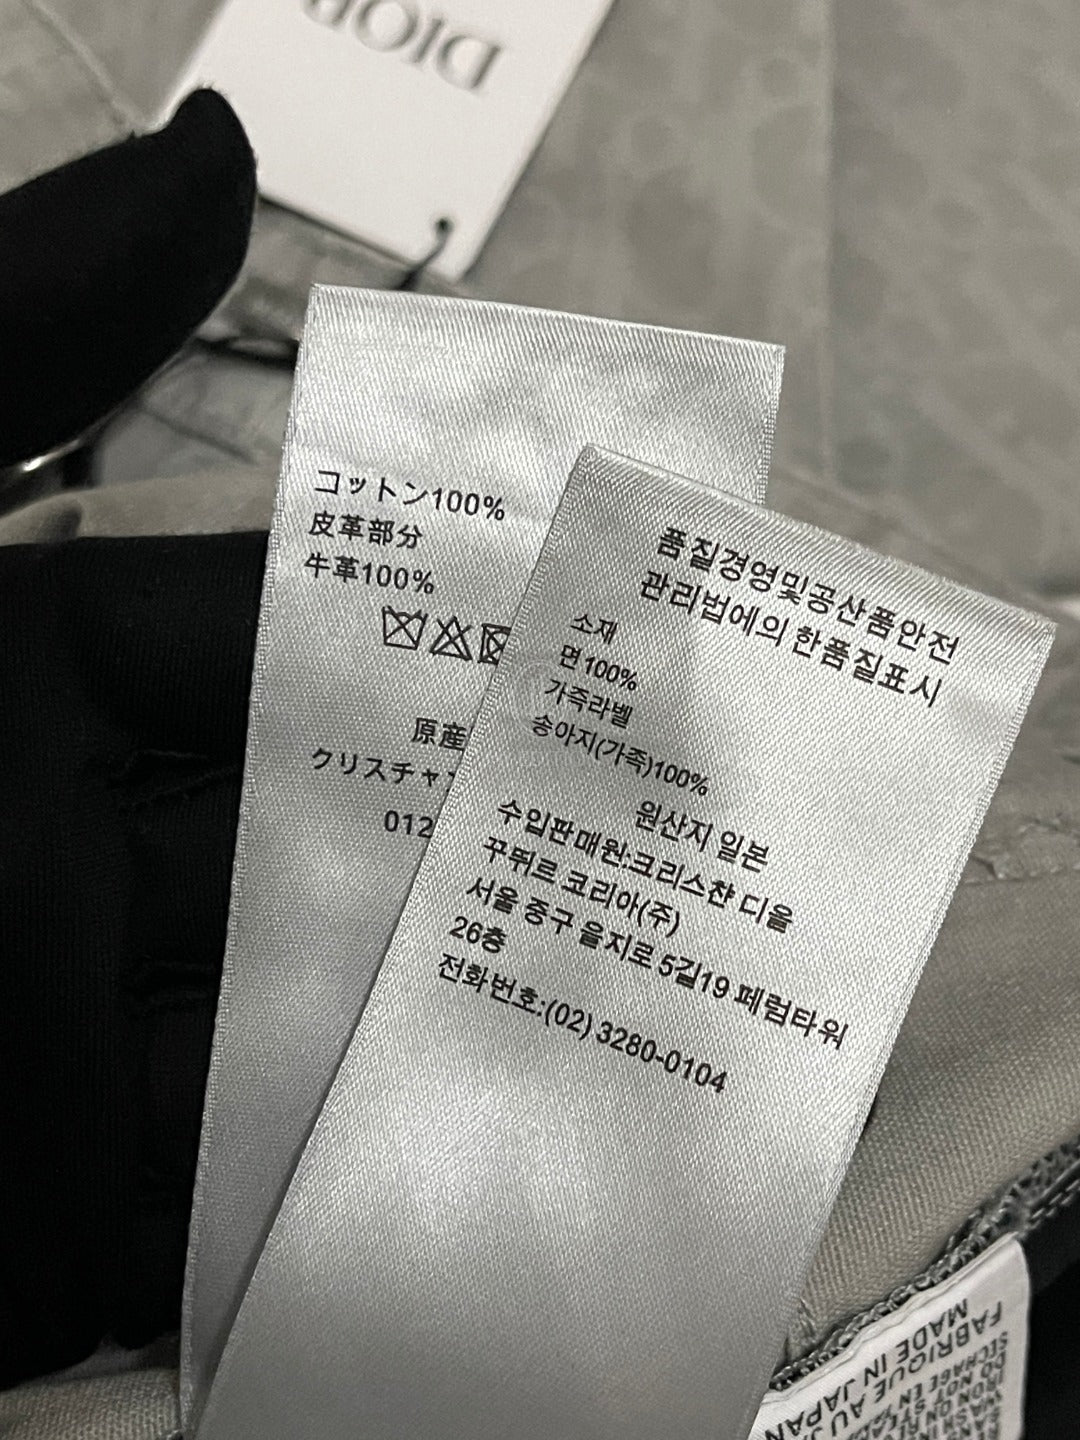 DIOR
コットン100%
皮革部分
牛革100%
原産
クリスチャン
012
품질경영및공산품안전
관리법에의 한품질표시
소재
면100%
가죽라벨
송아지(가죽)100%
원산지 일본
수입판매원:크리스챤 디올
꾸뛰르 코리아(주)
서울 중구 을지로 5길19 페럼타워
26층
전화번호:(02) 3280-0104
MADE IN JAPAN
FABRIQUE AU JAPAN